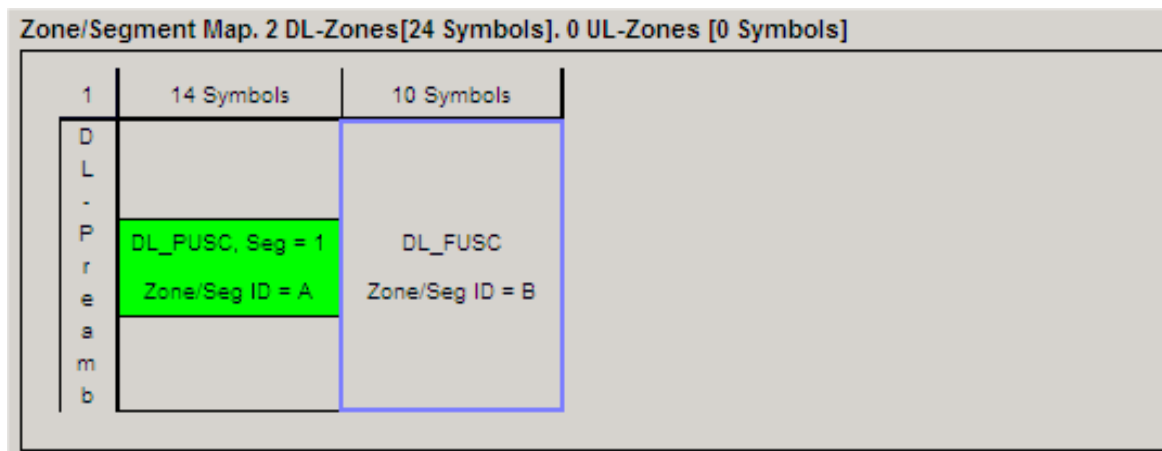 Zone/Segment Map. 2 DL-Zones[24 Symbols]. 0 UL-Zones [0 Symbols]
1
14 Symbols
10 Symbols
D
L
-
P
r
e
a
m
b
DL_PUSC, Seg = 1
Zone/Seg ID = A
DL_FUSC
Zone/Seg ID = B